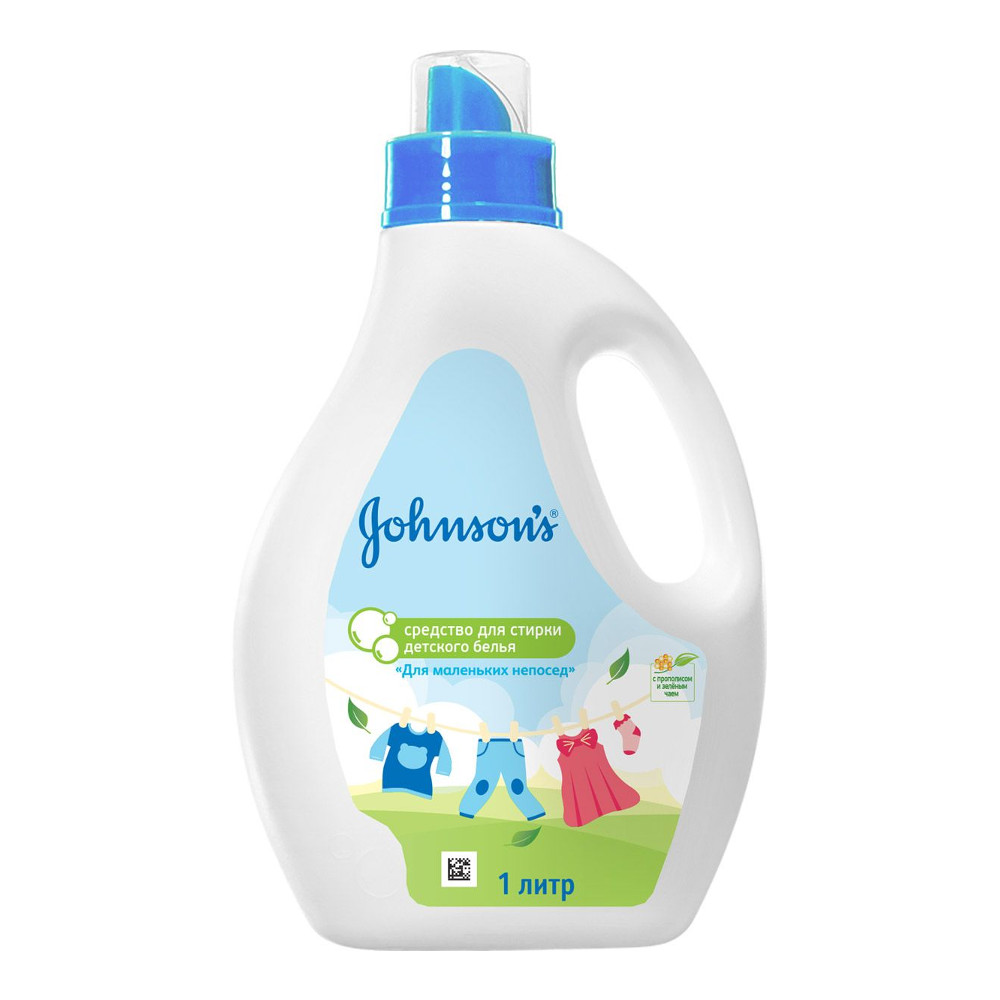 Johnson's®
средство для стирки
детского белья
«Для маленьких непосед»
с прополисом
и зелёным
чаем
1 литр